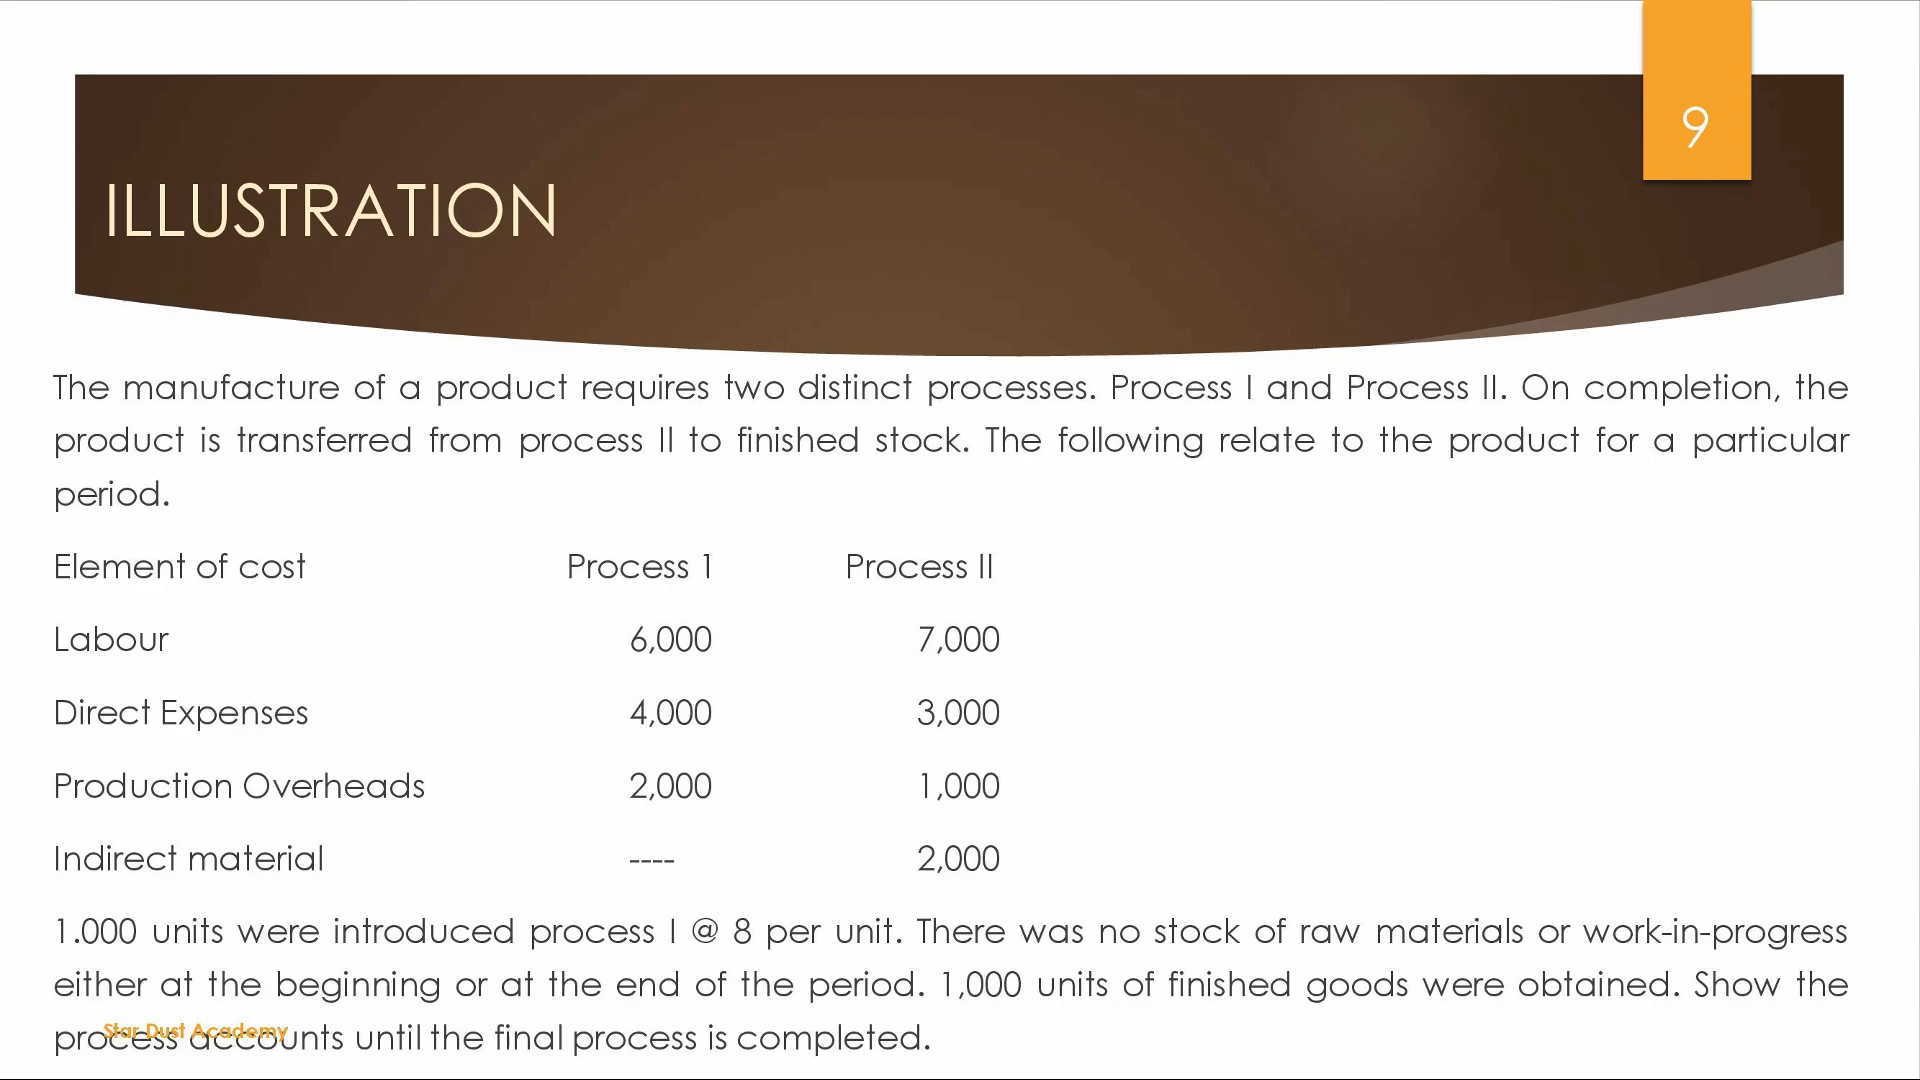 9
ILLUSTRATION
The manufacture of a product requires two distinct processes. Process I and Process II. On completion, the
product is transferred from process II to finished stock. The following relate to the product for a particular
period.
Element of cost Process 1 Process II
Labour 6,000 7,000
Direct Expenses 4,000 3,000
Production Overheads 2,000 1,000
Indirect material ---- 2,000
1.000 units were introduced process I @ 8 per unit. There was no stock of raw materials or work-in-progress
either at the beginning or at the end of the period. 1,000 units of finished goods were obtained. Show the
process accounts until the final process is completed.
Star Dust Academy